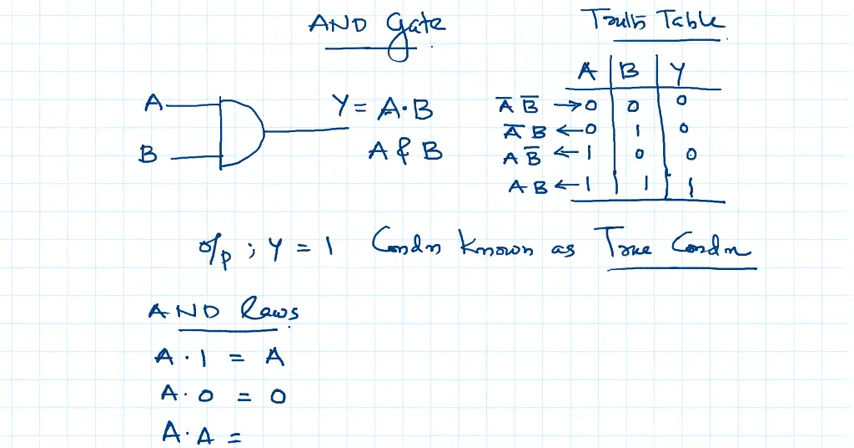 AND Gate
Truth Table
A B Y
A
Y = A·B
A̅ B̅ → 0 0 0
A̅ B ← 0 1 0
B
A & B
A B̅ ← 1 0 0
A B ← 1 1 1
o/p ; Y = 1 Condn known as True Condn
AND laws
A · 1 = A
A · 0 = 0
A · A =